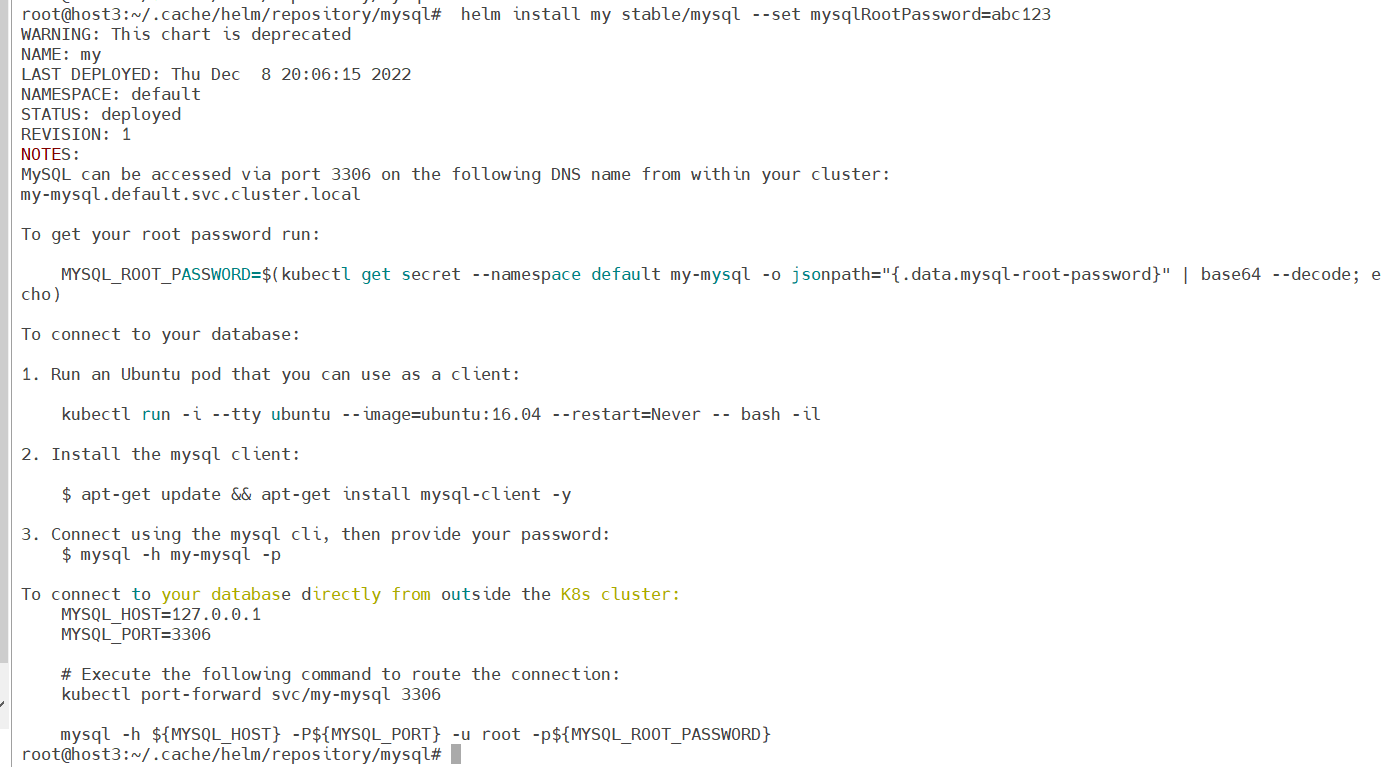 root@host3:~/.cache/helm/repository/mysql#  helm install my stable/mysql --set mysqlRootPassword=abc123
WARNING: This chart is deprecated
NAME: my
LAST DEPLOYED: Thu Dec  8 20:06:15 2022
NAMESPACE: default
STATUS: deployed
REVISION: 1
NOTES:
MySQL can be accessed via port 3306 on the following DNS name from within your cluster:
my-mysql.default.svc.cluster.local

To get your root password run:

    MYSQL_ROOT_PASSWORD=$(kubectl get secret --namespace default my-mysql -o jsonpath="{.data.mysql-root-password}" | base64 --decode; e
cho)

To connect to your database:

1. Run an Ubuntu pod that you can use as a client:

    kubectl run -i --tty ubuntu --image=ubuntu:16.04 --restart=Never -- bash -il

2. Install the mysql client:

    $ apt-get update && apt-get install mysql-client -y

3. Connect using the mysql cli, then provide your password:
    $ mysql -h my-mysql -p

To connect to your database directly from outside the K8s cluster:
    MYSQL_HOST=127.0.0.1
    MYSQL_PORT=3306

    # Execute the following command to route the connection:
    kubectl port-forward svc/my-mysql 3306

    mysql -h ${MYSQL_HOST} -P${MYSQL_PORT} -u root -p${MYSQL_ROOT_PASSWORD}
root@host3:~/.cache/helm/repository/mysql#